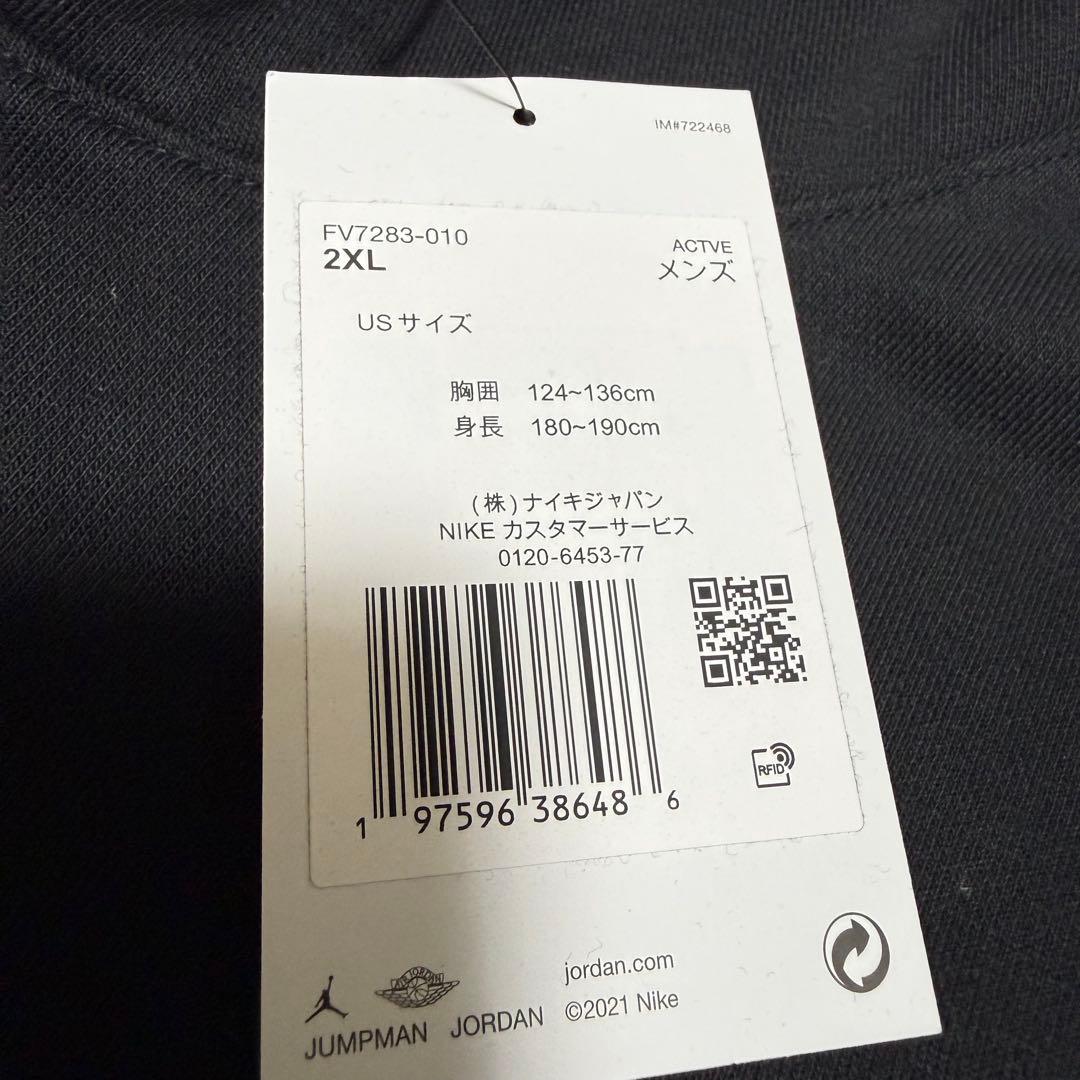 IM#722468
FV7283-010
2XL
ACTVE
メンズ
USサイズ
胸囲 124~136cm
身長 180~190cm
(株)ナイキジャパン
NIKE カスタマーサービス
0120-6453-77
RFID
1 97596 38648 6
AIR JORDAN
JUMPMAN JORDAN
jordan.com
©2021 Nike